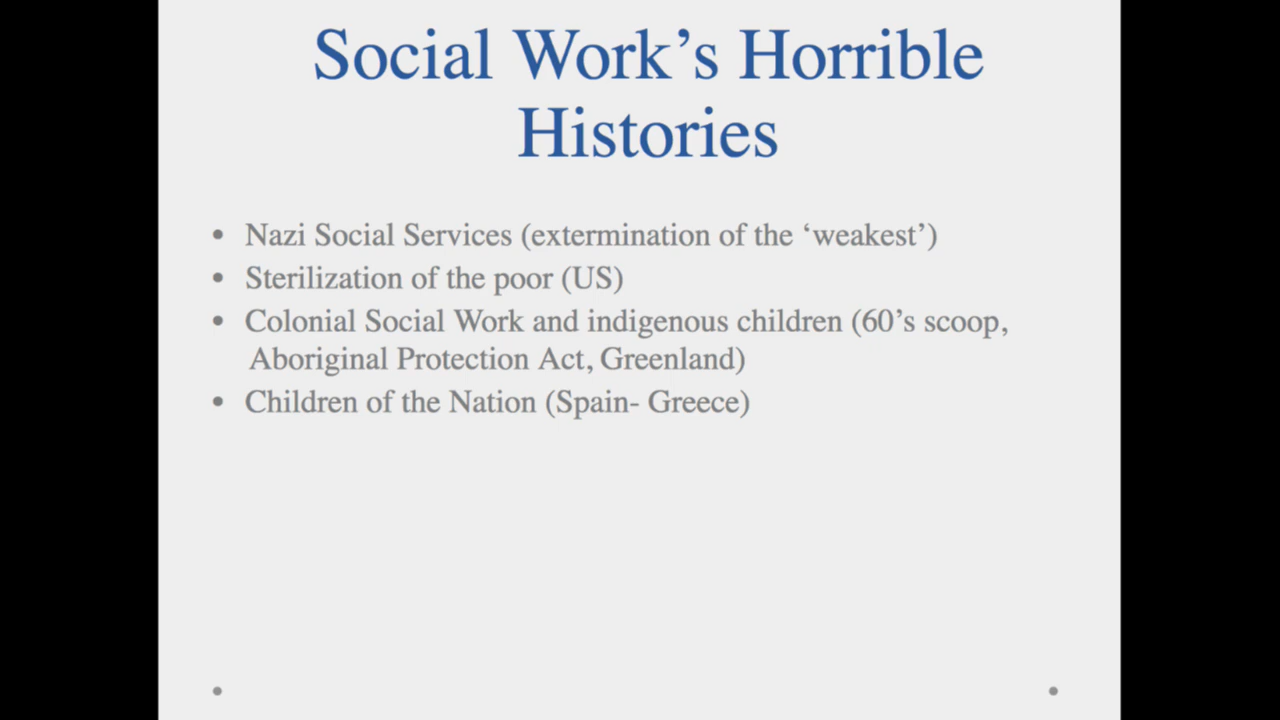 Social Work’s Horrible
Histories
• Nazi Social Services (extermination of the ‘weakest’)
• Sterilization of the poor (US)
• Colonial Social Work and indigenous children (60’s scoop,
Aboriginal Protection Act, Greenland)
• Children of the Nation (Spain- Greece)